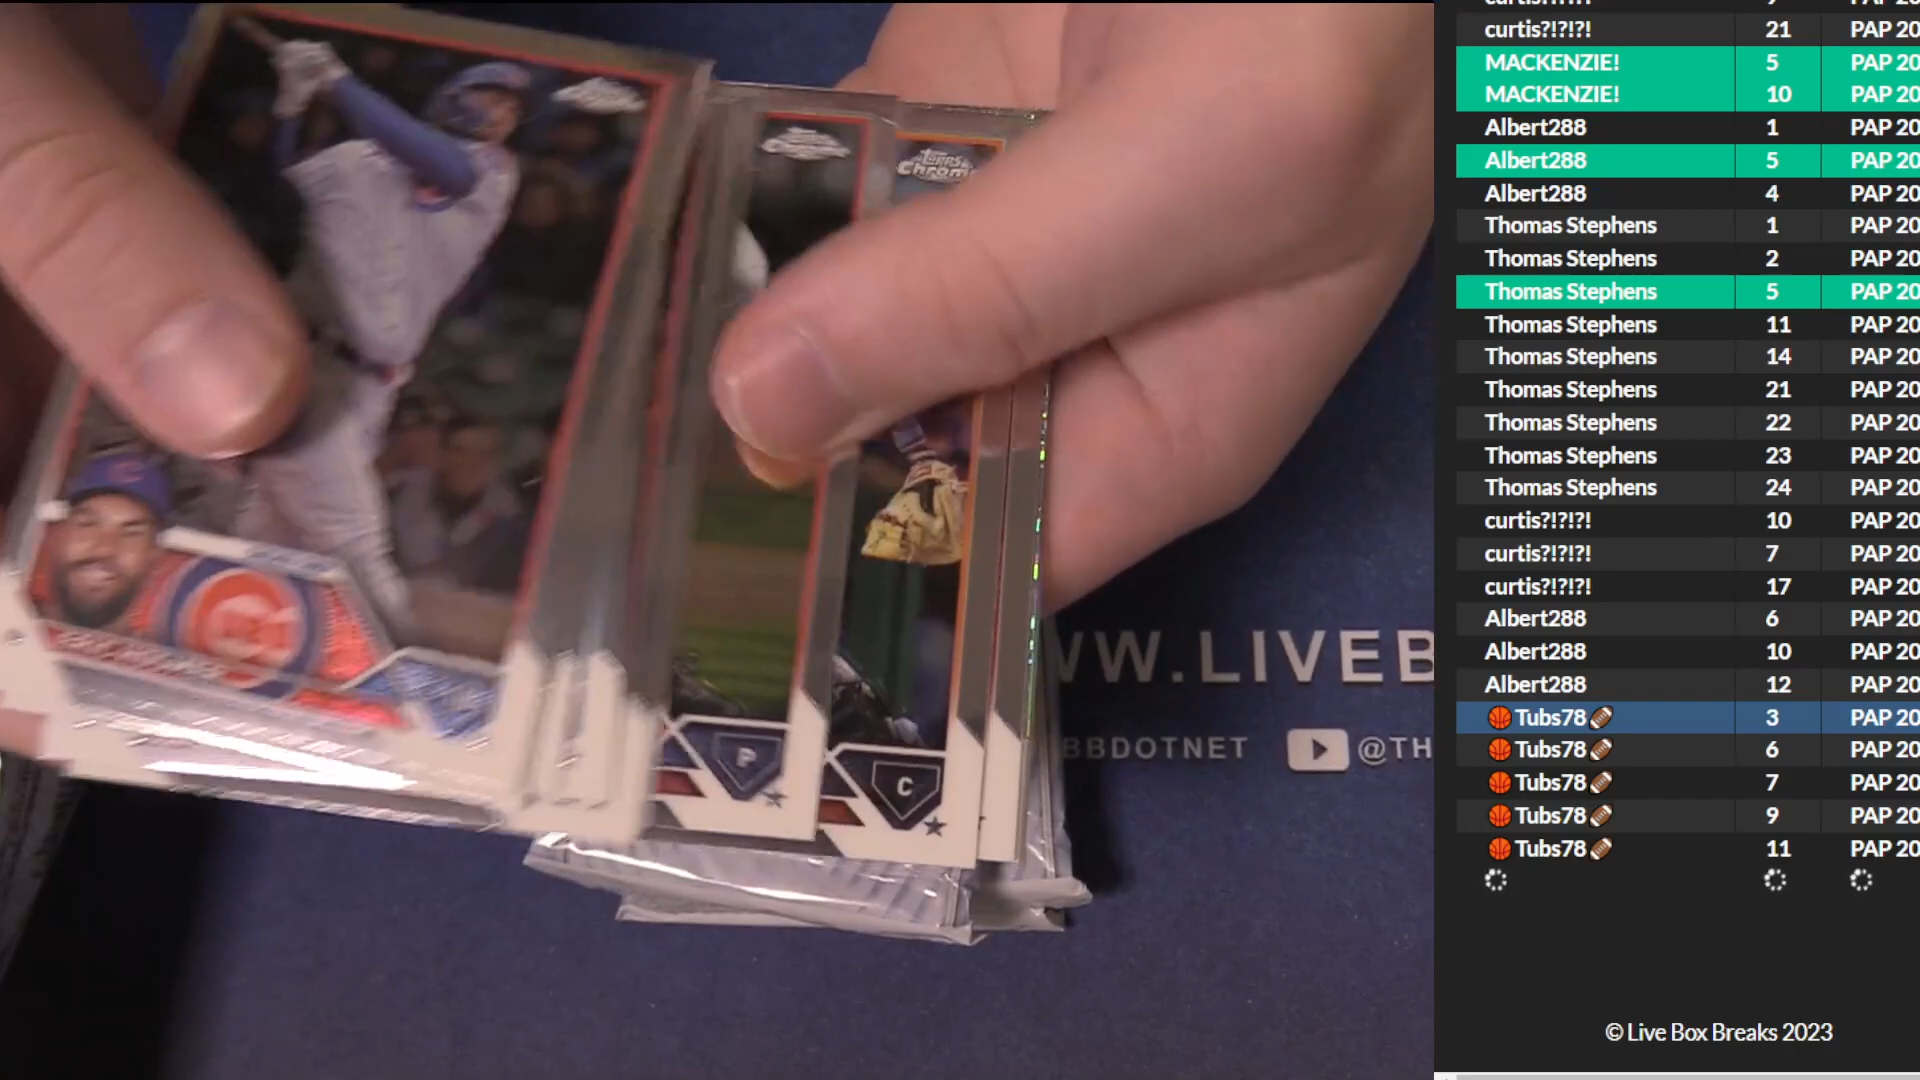 curtis?!?!?! 21 PAP 20
MACKENZIE! 5 PAP 20
MACKENZIE! 10 PAP 20
Albert288 1 PAP 20
Albert288 5 PAP 20
Albert288 4 PAP 20
Thomas Stephens 1 PAP 20
Thomas Stephens 2 PAP 20
Thomas Stephens 5 PAP 20
Thomas Stephens 11 PAP 20
Thomas Stephens 14 PAP 20
Thomas Stephens 21 PAP 20
Thomas Stephens 22 PAP 20
Thomas Stephens 23 PAP 20
Thomas Stephens 24 PAP 20
curtis?!?!?! 10 PAP 20
curtis?!?!?! 7 PAP 20
curtis?!?!?! 17 PAP 20
Albert288 6 PAP 20
Albert288 10 PAP 20
Albert288 12 PAP 20
🏀Tubs78🏈 3 PAP 20
🏀Tubs78🏈 6 PAP 20
🏀Tubs78🏈 7 PAP 20
🏀Tubs78🏈 9 PAP 20
🏀Tubs78🏈 11 PAP 20
© Live Box Breaks 2023
Topps
Chrom
P
C
WW.LIVEB
BBDOTNET @TH